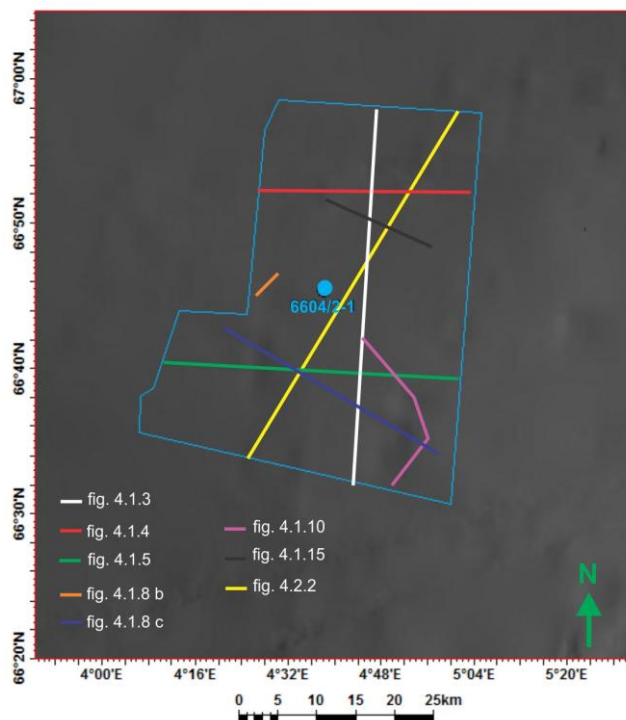 67°00'N
66°50'N
6604/2-1
66°40'N
66°30'N
fig. 4.1.3
fig. 4.1.4
fig. 4.1.5
fig. 4.1.8 b
fig. 4.1.8 c
fig. 4.1.10
fig. 4.1.15
fig. 4.2.2
N
66°20'N
4°00'E 4°16'E 4°32'E 4°48'E 5°04'E 5°20'E
0 5 10 15 20 25km